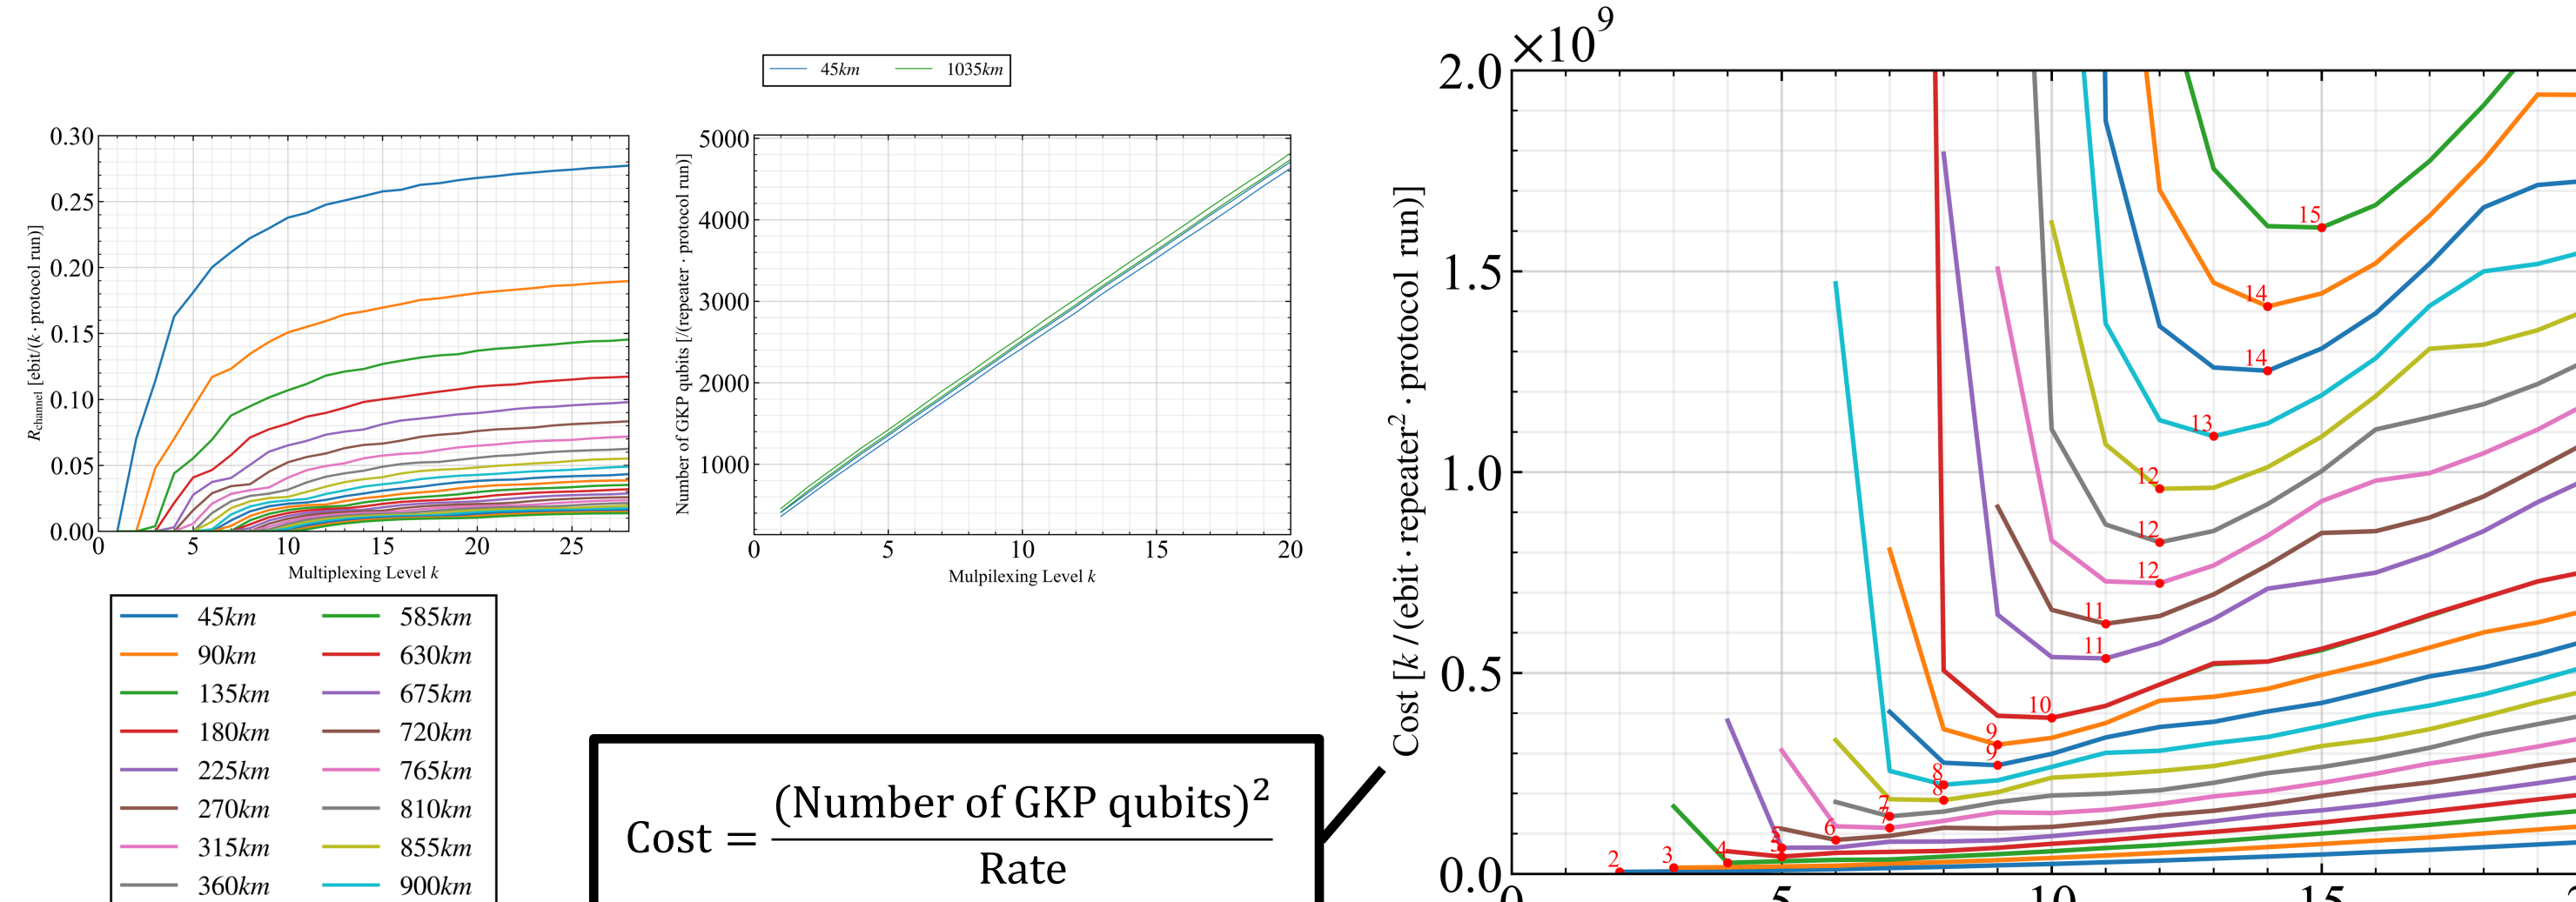 0.30
0.25
0.20
0.15
0.10
0.05
0.00
R_channel [ebit/(k · protocol run)]
0 5 10 15 20 25
Multiplexing Level k
45km 1035km
5000
4000
3000
2000
1000
Number of GKP qubits [/(repeater · protocol run)]
0 5 10 15 20
Mulpilexing Level k
45km 585km
90km 630km
135km 675km
180km 720km
225km 765km
270km 810km
315km 855km
360km 900km
Cost = (Number of GKP qubits)²
Rate
×10⁹
2.0
1.5
1.0
0.5
0.0
Cost [k / (ebit · repeater² · protocol run)]
15
14
14
13
12
12
12
11
11
10
9
9
8
8
7
7
6
5
5
4
3
2
0 5 10 15